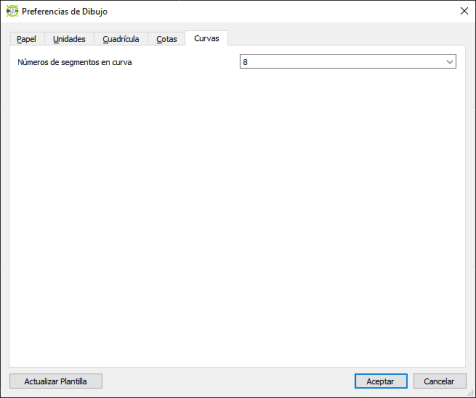 Preferencias de Dibujo
Papel Unidades Cuadrícula Cotas Curvas
Números de segmentos en curva 8
Actualizar Plantilla Aceptar Cancelar